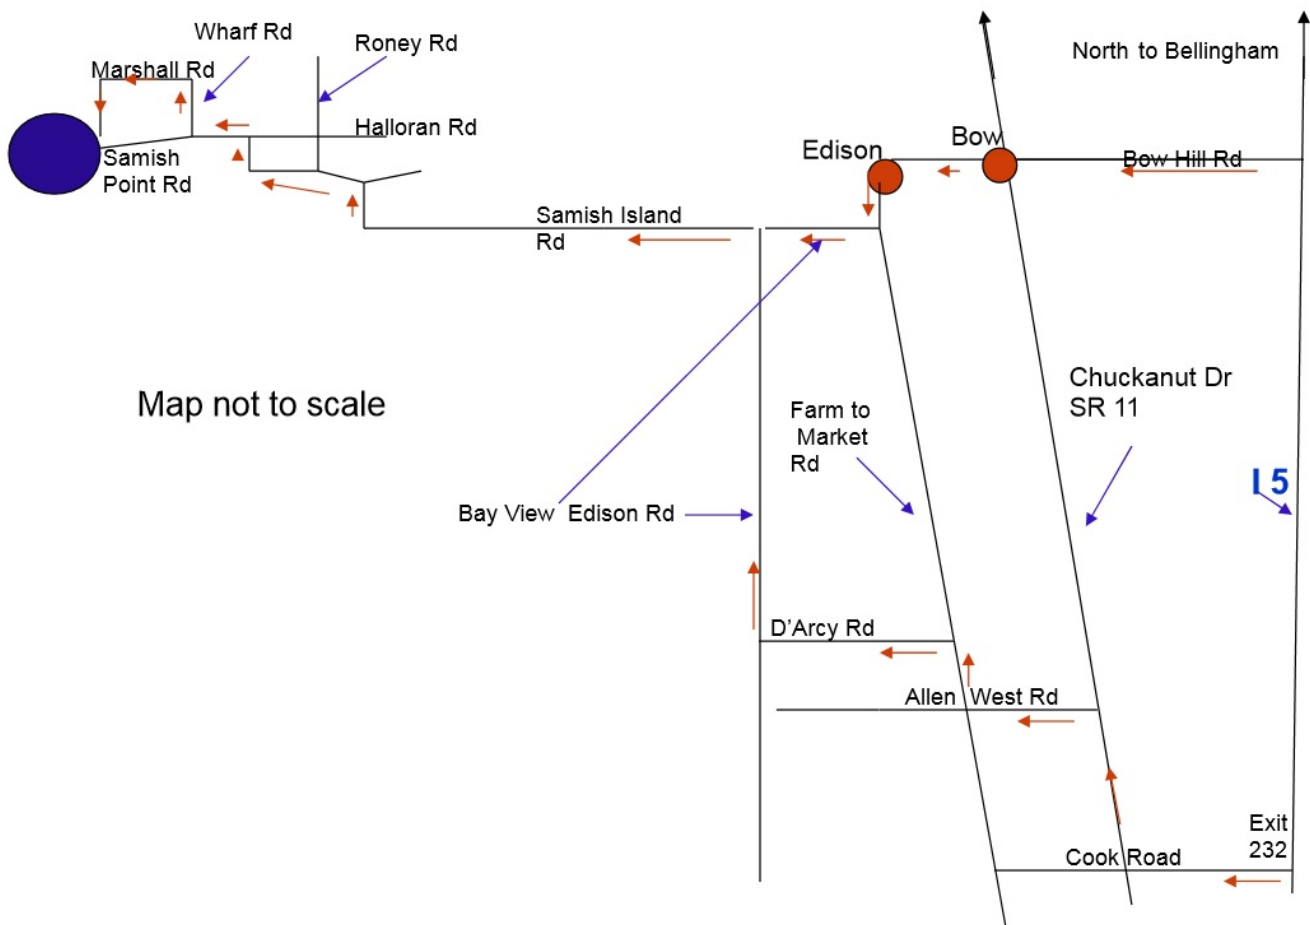 Wharf Rd
Roney Rd
North to Bellingham
Marshall Rd
Halloran Rd
Bow
Edison
Bow Hill Rd
Samish
Point Rd
Samish Island
Rd
Map not to scale
Chuckanut Dr
SR 11
Farm to
Market
Rd
I 5
Bay View Edison Rd
D'Arcy Rd
Allen West Rd
Exit
232
Cook Road